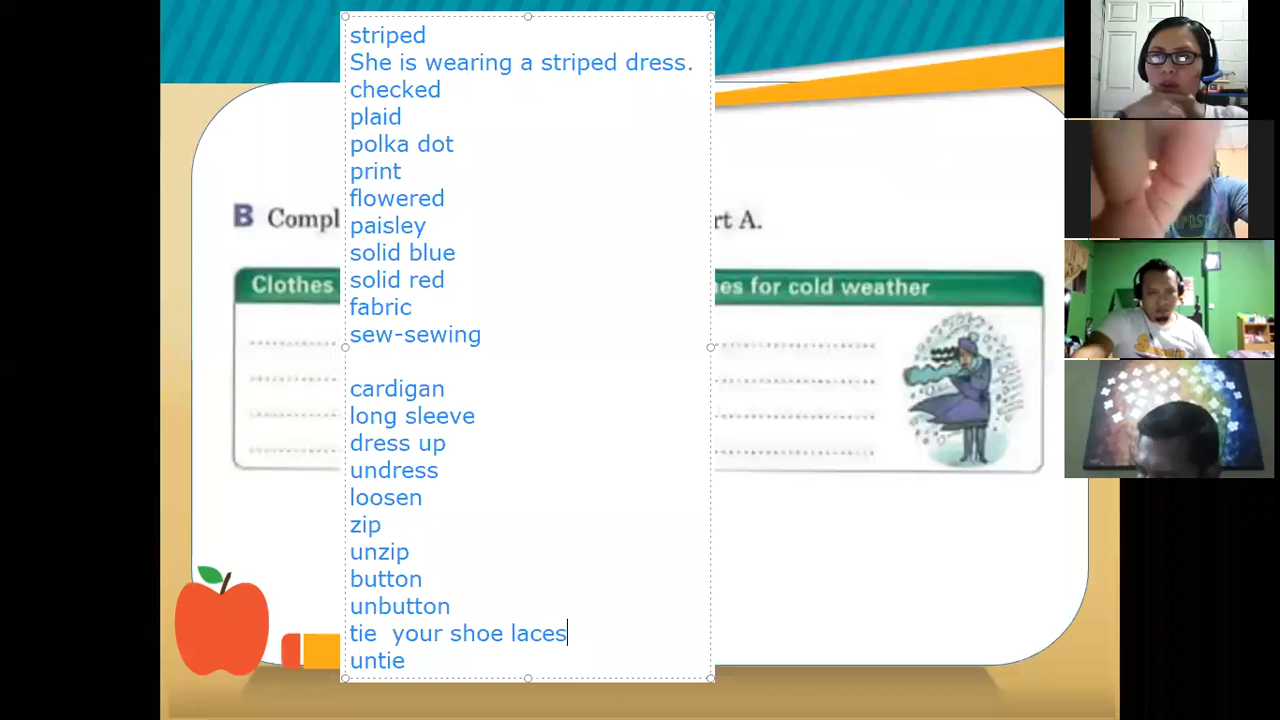 striped
She is wearing a striped dress.
checked
plaid
polka dot
print
flowered
paisley
solid blue
solid red
fabric
sew-sewing
cardigan
long sleeve
dress up
undress
loosen
zip
unzip
button
unbutton
tie  your shoe laces
untie
B Compl
rt A.
Clothes
nes for cold weather